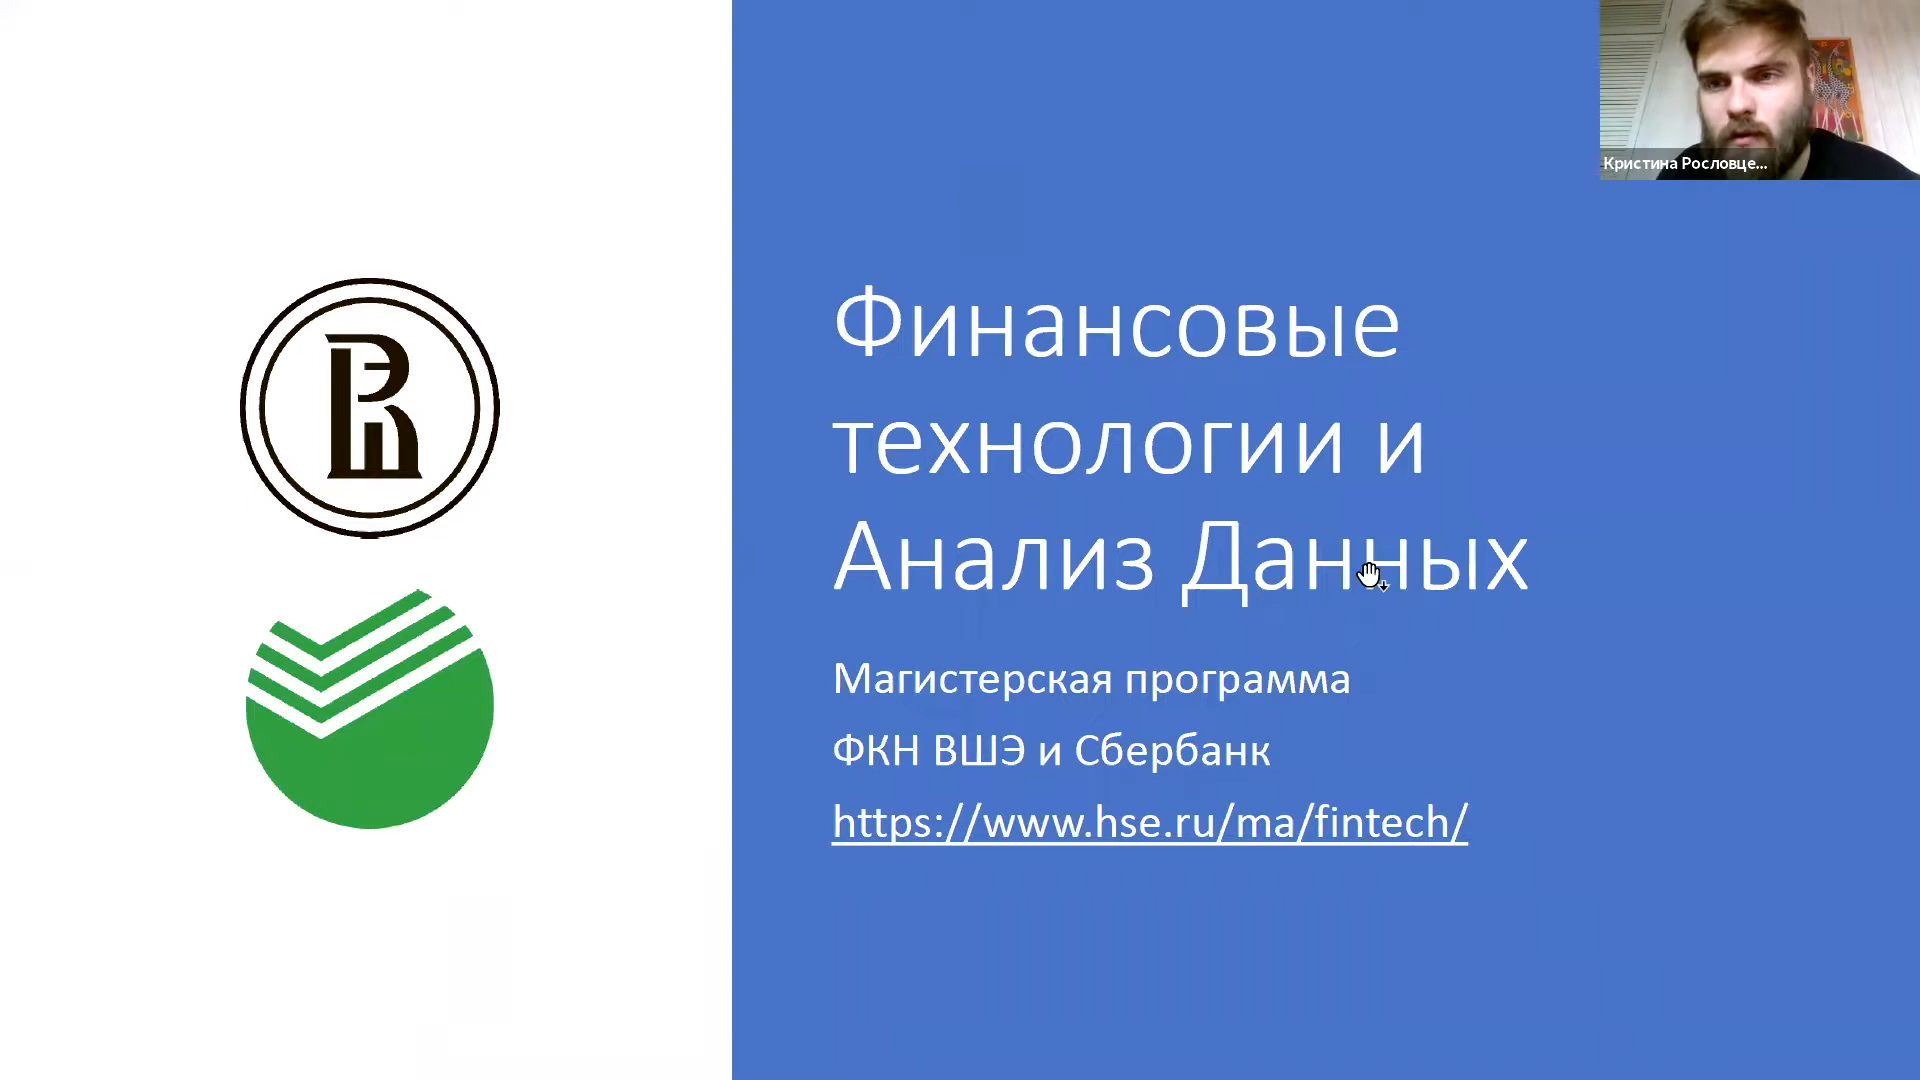 Кристина Рословце...
Финансовые
технологии и
Анализ Данных
Магистерская программа
ФКН ВШЭ и Сбербанк
https://www.hse.ru/ma/fintech/